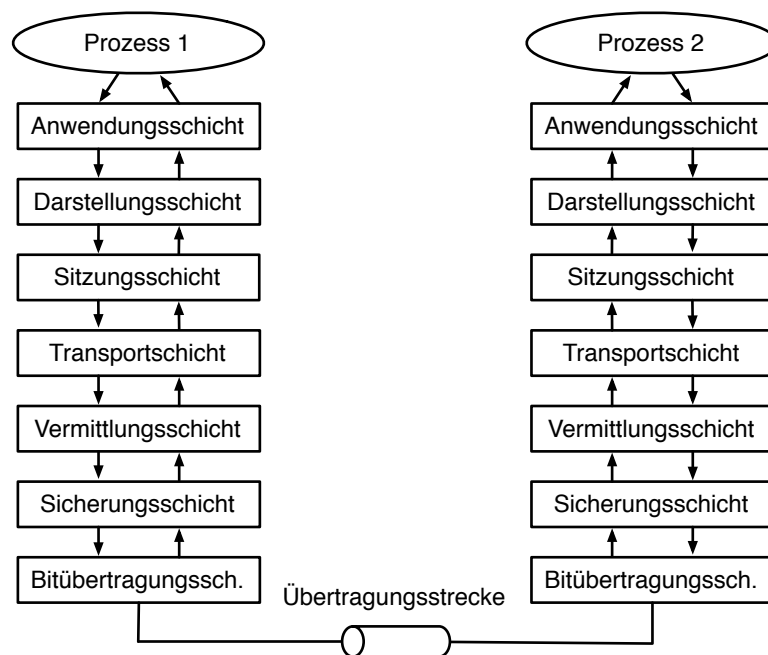 Prozess 1
Anwendungsschicht
Darstellungsschicht
Sitzungsschicht
Transportschicht
Vermittlungsschicht
Sicherungsschicht
Bitübertragungssch.
Übertragungsstrecke
Prozess 2
Anwendungsschicht
Darstellungsschicht
Sitzungsschicht
Transportschicht
Vermittlungsschicht
Sicherungsschicht
Bitübertragungssch.